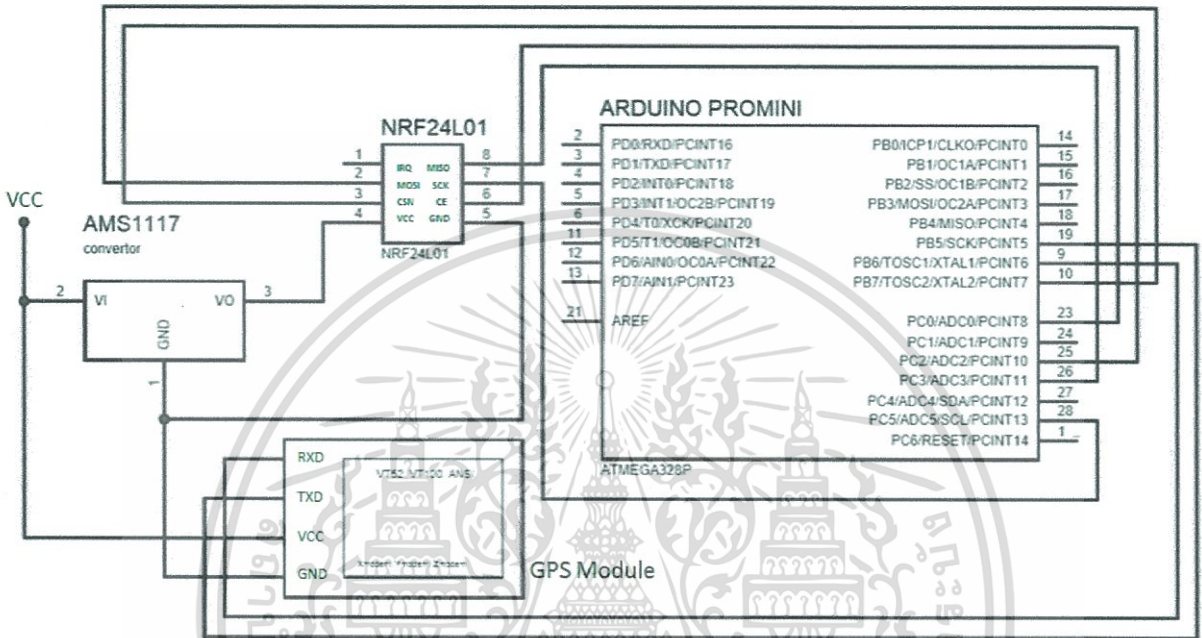 ARDUINO PROMINI
NRF24L01
1 IRQ MISO 8
2 MOSI SCK 7
3 CSN CE 6
4 VCC GND 5
NRF24L01
VCC
AMS1117
convertor
2 VI VO 3
GND
1
2 PD0/RXD/PCINT16
3 PD1/TXD/PCINT17
4 PD2/INT0/PCINT18
5 PD3/INT1/OC2B/PCINT19
6 PD4/T0/XCK/PCINT20
11 PD5/T1/OC0B/PCINT21
12 PD6/AIN0/OC0A/PCINT22
13 PD7/AIN1/PCINT23
21 AREF
PB0/ICP1/CLKO/PCINT0 14
PB1/OC1A/PCINT1 15
PB2/SS/OC1B/PCINT2 16
PB3/MOSI/OC2A/PCINT3 17
PB4/MISO/PCINT4 18
PB5/SCK/PCINT5 19
PB6/TOSC1/XTAL1/PCINT6 9
PB7/TOSC2/XTAL2/PCINT7 10
PC0/ADC0/PCINT8 23
PC1/ADC1/PCINT9 24
PC2/ADC2/PCINT10 25
PC3/ADC3/PCINT11 26
PC4/ADC4/SDA/PCINT12 27
PC5/ADC5/SCL/PCINT13 28
PC6/RESET/PCINT14 1
ATMEGA328P
RXD
TXD
VCC
GND
VT52, VT100, ANSI
Xmodem, Ymodem, Zmodem
GPS Module